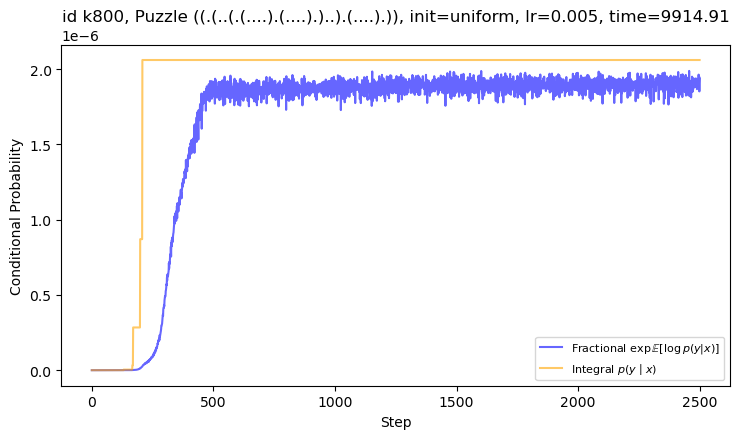 id k800, Puzzle ((.(..(.(....).(....).)..).(....).)), init=uniform, lr=0.005, time=9914.91
1e−6
2.0
1.5
1.0
0.5
0.0
Conditional Probability
0
500
1000
1500
2000
2500
Step
Fractional exp𝔼[log p(y|x)]
Integral p(y | x)